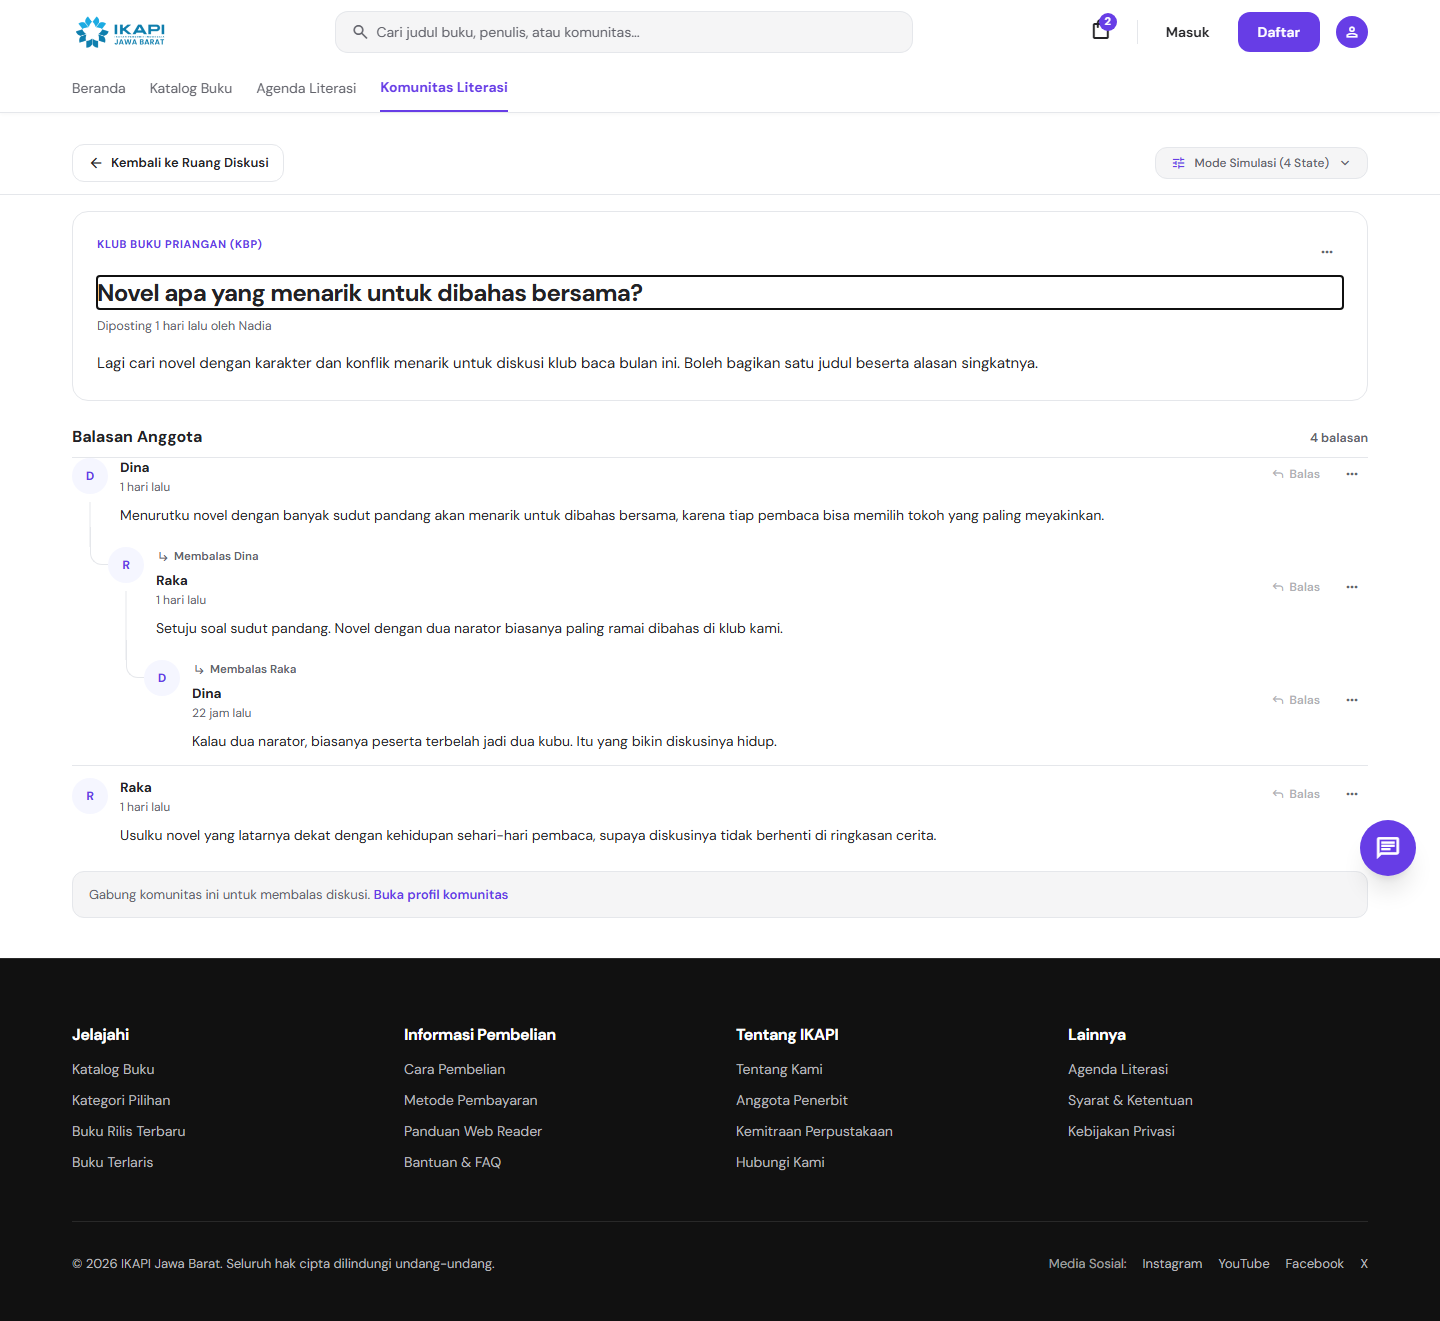 IKAPI
JAWA BARAT
Cari judul buku, penulis, atau komunitas...
2
Masuk
Daftar
Beranda
Katalog Buku
Agenda Literasi
Komunitas Literasi
Kembali ke Ruang Diskusi
Mode Simulasi (4 State)
KLUB BUKU PRIANGAN (KBP)
Novel apa yang menarik untuk dibahas bersama?
Diposting 1 hari lalu oleh Nadia
Lagi cari novel dengan karakter dan konflik menarik untuk diskusi klub baca bulan ini. Boleh bagikan satu judul beserta alasan singkatnya.
Balasan Anggota
4 balasan
D
Dina
1 hari lalu
Balas
Menurutku novel dengan banyak sudut pandang akan menarik untuk dibahas bersama, karena tiap pembaca bisa memilih tokoh yang paling meyakinkan.
R
Membalas Dina
Raka
1 hari lalu
Balas
Setuju soal sudut pandang. Novel dengan dua narator biasanya paling ramai dibahas di klub kami.
D
Membalas Raka
Dina
22 jam lalu
Balas
Kalau dua narator, biasanya peserta terbelah jadi dua kubu. Itu yang bikin diskusinya hidup.
R
Raka
1 hari lalu
Balas
Usulku novel yang latarnya dekat dengan kehidupan sehari-hari pembaca, supaya diskusinya tidak berhenti di ringkasan cerita.
Gabung komunitas ini untuk membalas diskusi. Buka profil komunitas
Jelajahi
Katalog Buku
Kategori Pilihan
Buku Rilis Terbaru
Buku Terlaris
Informasi Pembelian
Cara Pembelian
Metode Pembayaran
Panduan Web Reader
Bantuan & FAQ
Tentang IKAPI
Tentang Kami
Anggota Penerbit
Kemitraan Perpustakaan
Hubungi Kami
Lainnya
Agenda Literasi
Syarat & Ketentuan
Kebijakan Privasi
© 2026 IKAPI Jawa Barat. Seluruh hak cipta dilindungi undang-undang.
Media Sosial:
Instagram
YouTube
Facebook
X